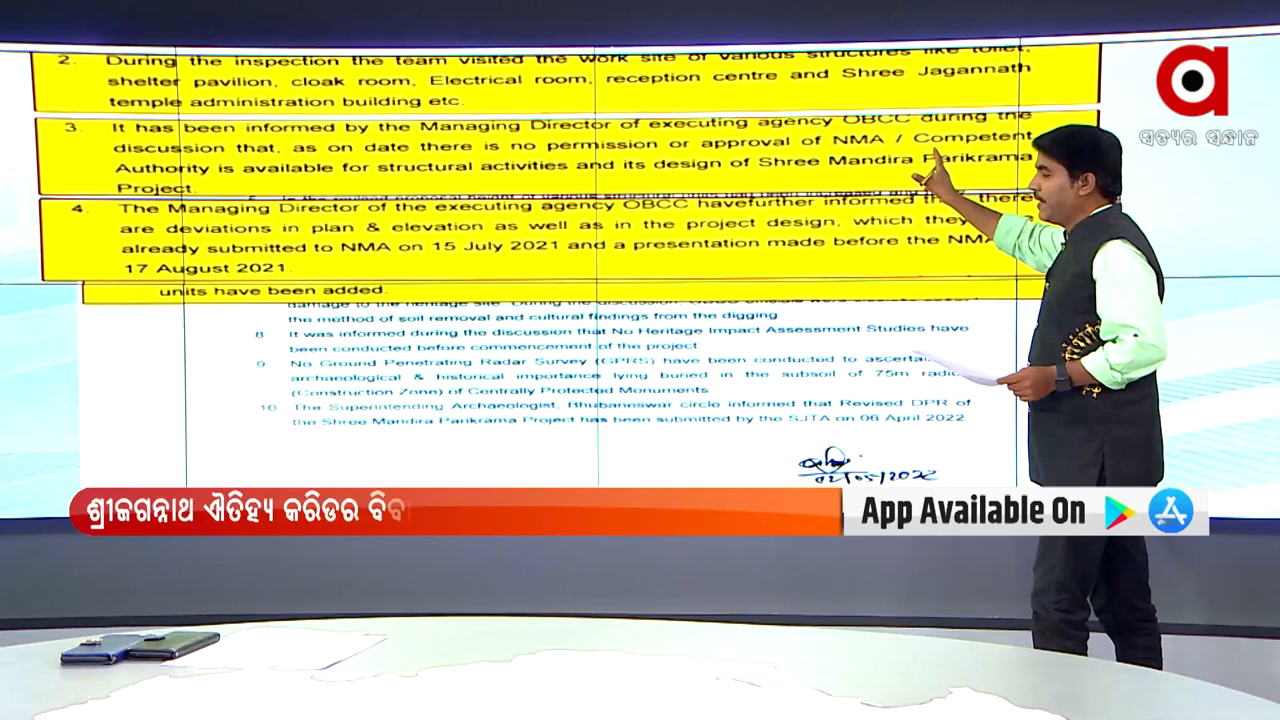 2. During the inspection the team visited the work site of various structures like toilet,
shelter pavilion, cloak room, Electrical room, reception centre and Shree Jagannath
temple administration building etc.
3. It has been informed by the Managing Director of executing agency OBCC during the
discussion that, as on date there is no permission or approval of NMA / Competent
Authority is available for structural activities and its design of Shree Mandira Parikrama
Project.
4. The Managing Director of the executing agency OBCC havefurther informed there
are deviations in plan & elevation as well as in the project design, which they
already submitted to NMA on 15 July 2021 and a presentation made before the NMA
17 August 2021.
units have been added.
damage to the heritage site. During the discussion
the method of soil removal and cultural findings from the digging
8 It was informed during the discussion that No Heritage Impact Assessment Studies have
been conducted before commencement of the project
9 No Ground Penetrating Radar Survey (GPRS) have been conducted to
archaeological & historical importance lying buried in the subsoil of 75m
(Construction Zone) of Centrally Protected Monuments
10 The Superintending Archaeologist, Bhubaneswar circle informed that Revised DPR of
the Shree Mandira Parikrama Project has been submitted by the SJTA on 06 April 2022
a
ସତ୍ୟର ସନ୍ଧାନ
ଶ୍ରୀଜଗନ୍ନାଥ ଐତିହ୍ୟ କରିଡର ବିବା
App Available On